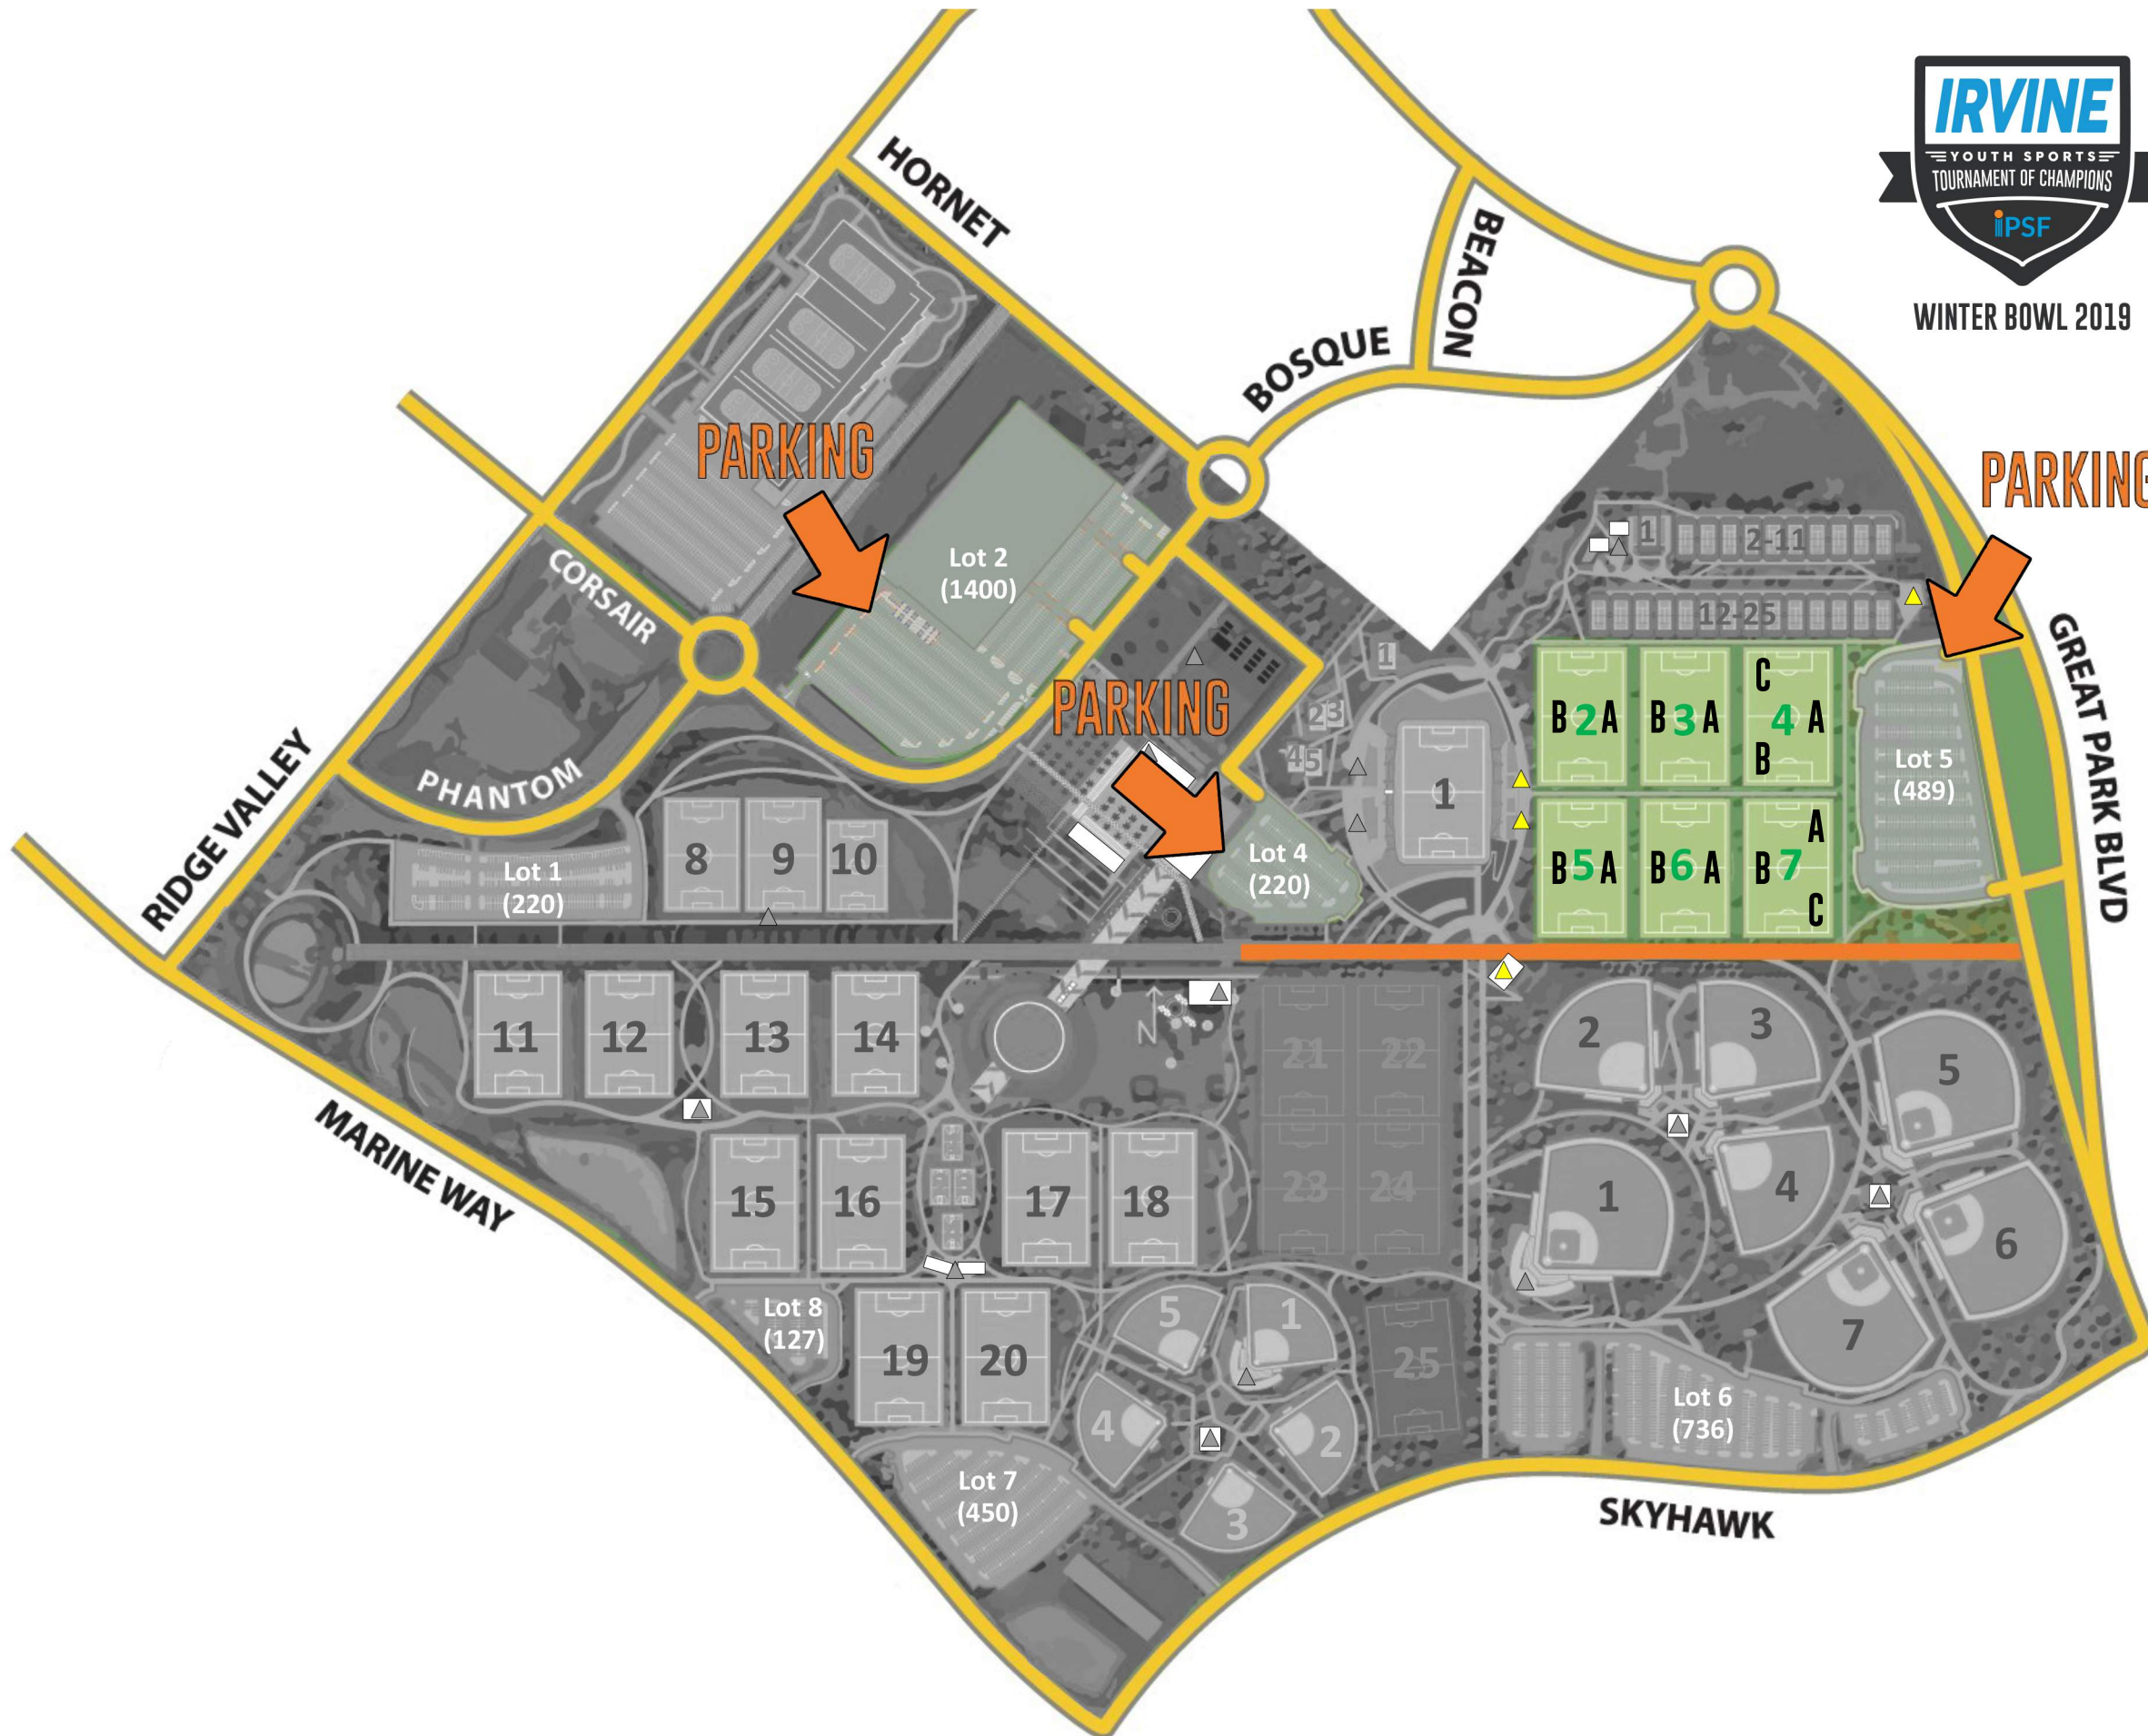 IRVINE
YOUTH SPORTS
TOURNAMENT OF CHAMPIONS
iPSF
WINTER BOWL 2019
HORNET
BEACON
BOSQUE
PARKING
PARKING
Lot 2
(1400)
1
2-11
12-25
CORSAIR
GREAT PARK BLVD
PARKING
1
23
45
1
B 2 A
B 3 A
C
4 A
B
Lot 5
(489)
RIDGE VALLEY
PHANTOM
Lot 1
(220)
8
9
10
Lot 4
(220)
B 5 A
B 6 A
A
B 7
C
11
12
13
14
N
21
22
2
3
5
MARINE WAY
15
16
17
18
23
24
1
4
6
Lot 8
(127)
19
20
5
1
25
7
4
2
Lot 6
(736)
Lot 7
(450)
3
SKYHAWK